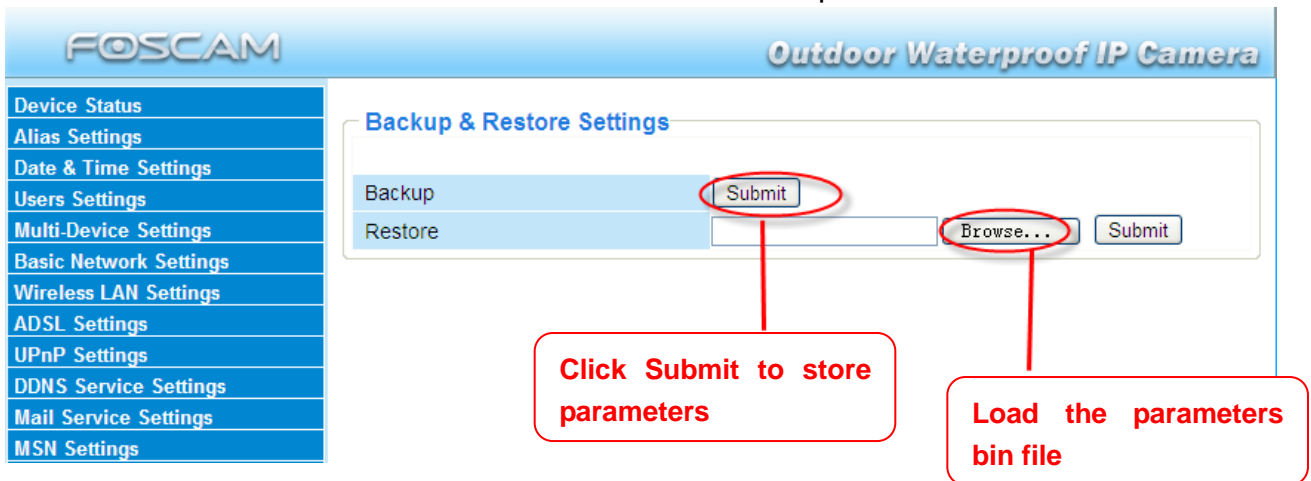 FOSCAM
Outdoor Waterproof IP Camera
Device Status
Alias Settings
Date & Time Settings
Users Settings
Multi-Device Settings
Basic Network Settings
Wireless LAN Settings
ADSL Settings
UPnP Settings
DDNS Service Settings
Mail Service Settings
MSN Settings
Backup & Restore Settings
Backup
Submit
Restore
Browse...
Submit
Click Submit to store
parameters
Load the parameters
bin file